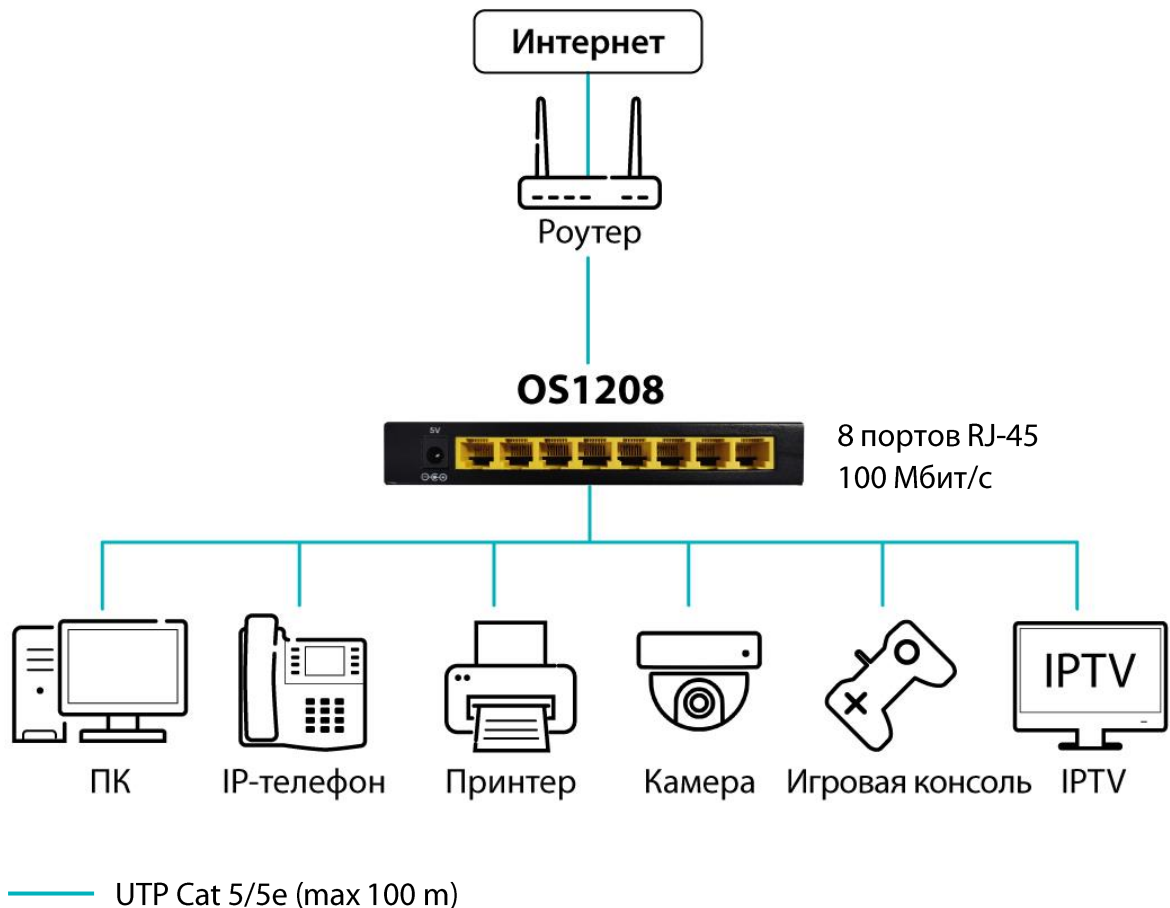 Интернет
Роутер
OS1208
5V
8 портов RJ-45
100 Мбит/с
IPTV
ПК
IP-телефон
Принтер
Камера
Игровая консоль
IPTV
UTP Cat 5/5e (max 100 m)